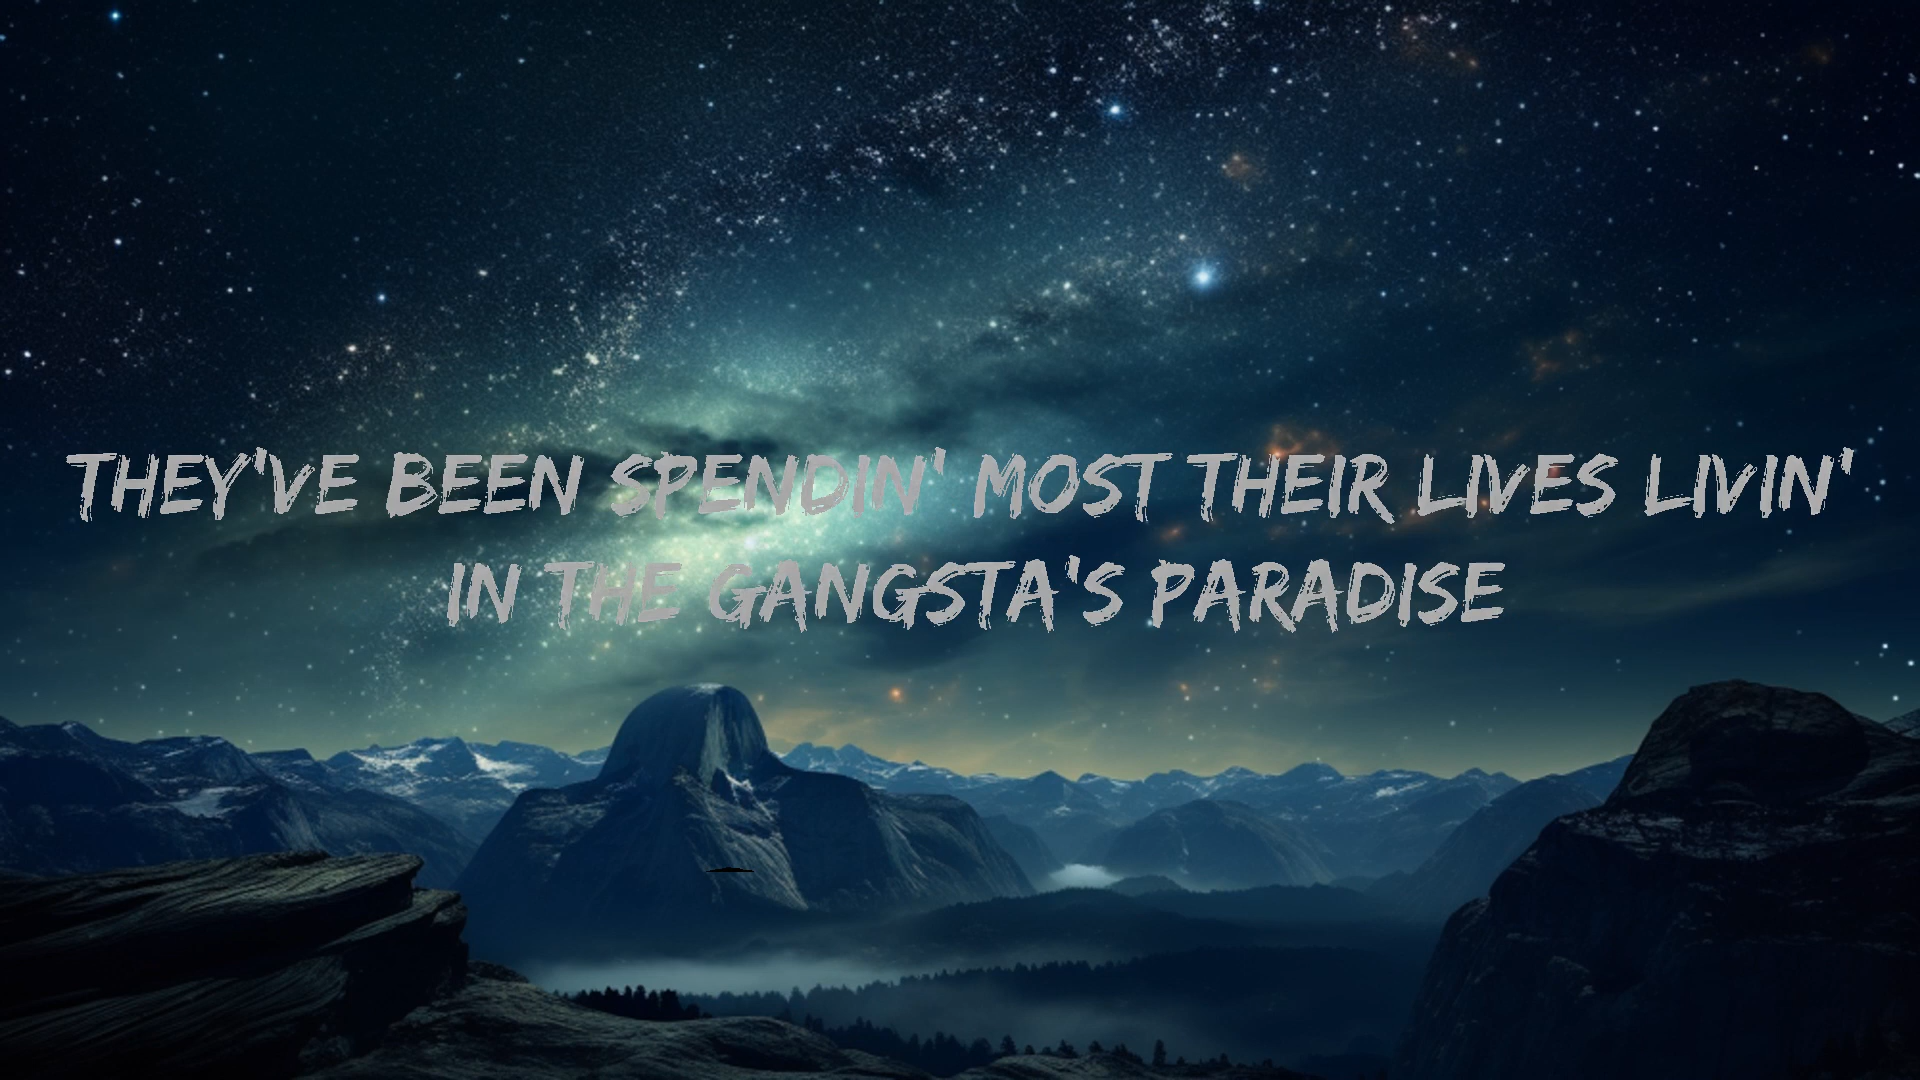 THEY'VE BEEN SPENDIN' MOST THEIR LIVES LIVIN'
IN THE GANGSTA'S PARADISE